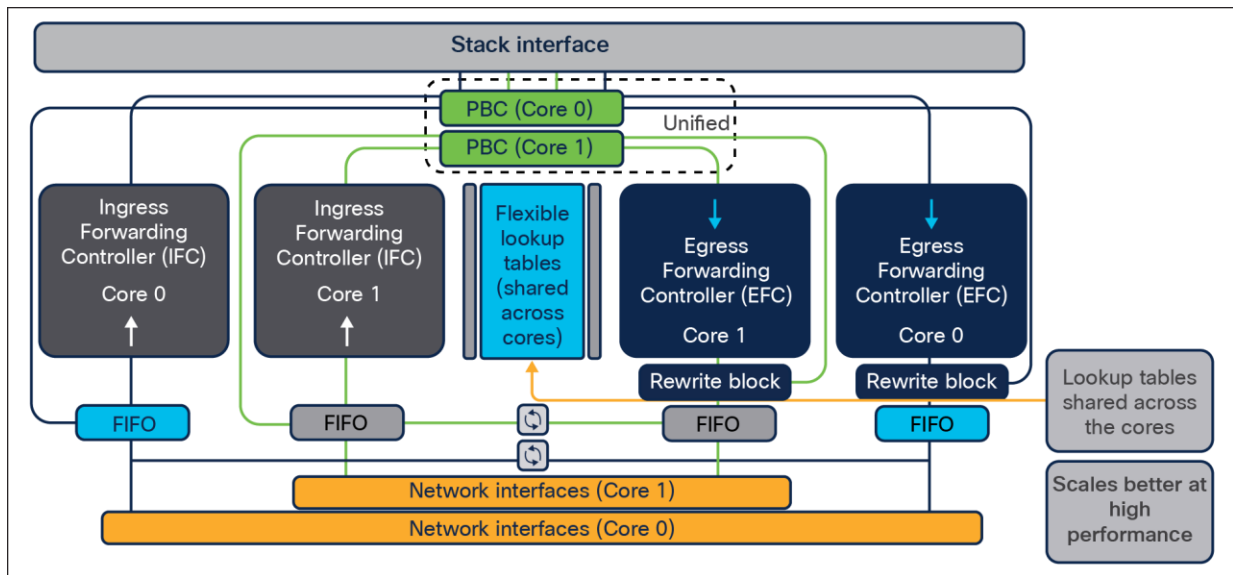 Stack interface
PBC (Core 0)
Unified
PBC (Core 1)
Ingress
Forwarding
Controller (IFC)
Core 0
Ingress
Forwarding
Controller (IFC)
Core 1
Flexible
lookup
tables
(shared
across
cores)
Egress
Forwarding
Controller (EFC)
Core 1
Egress
Forwarding
Controller (EFC)
Core 0
Rewrite block
Rewrite block
FIFO
FIFO
FIFO
FIFO
Lookup tables
shared across
the cores
Network interfaces (Core 1)
Network interfaces (Core 0)
Scales better at
high
performance